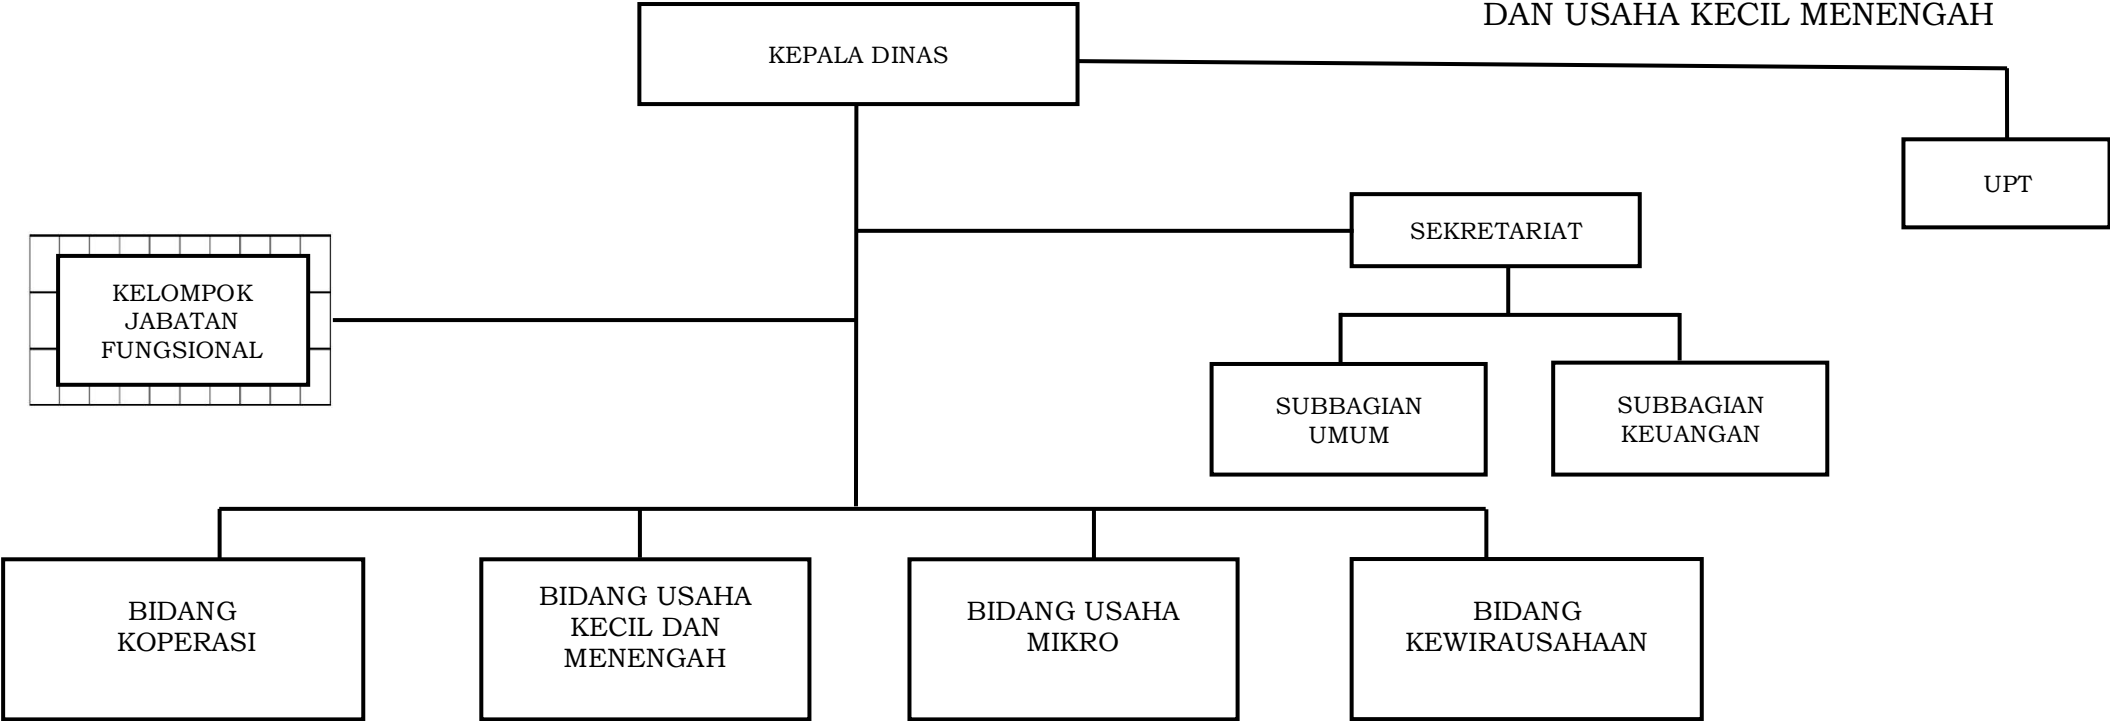 DAN USAHA KECIL MENENGAH
KEPALA DINAS
UPT
SEKRETARIAT
KELOMPOK
JABATAN
FUNGSIONAL
SUBBAGIAN
UMUM
SUBBAGIAN
KEUANGAN
BIDANG
KOPERASI
BIDANG USAHA
KECIL DAN
MENENGAH
BIDANG USAHA
MIKRO
BIDANG
KEWIRAUSAHAAN